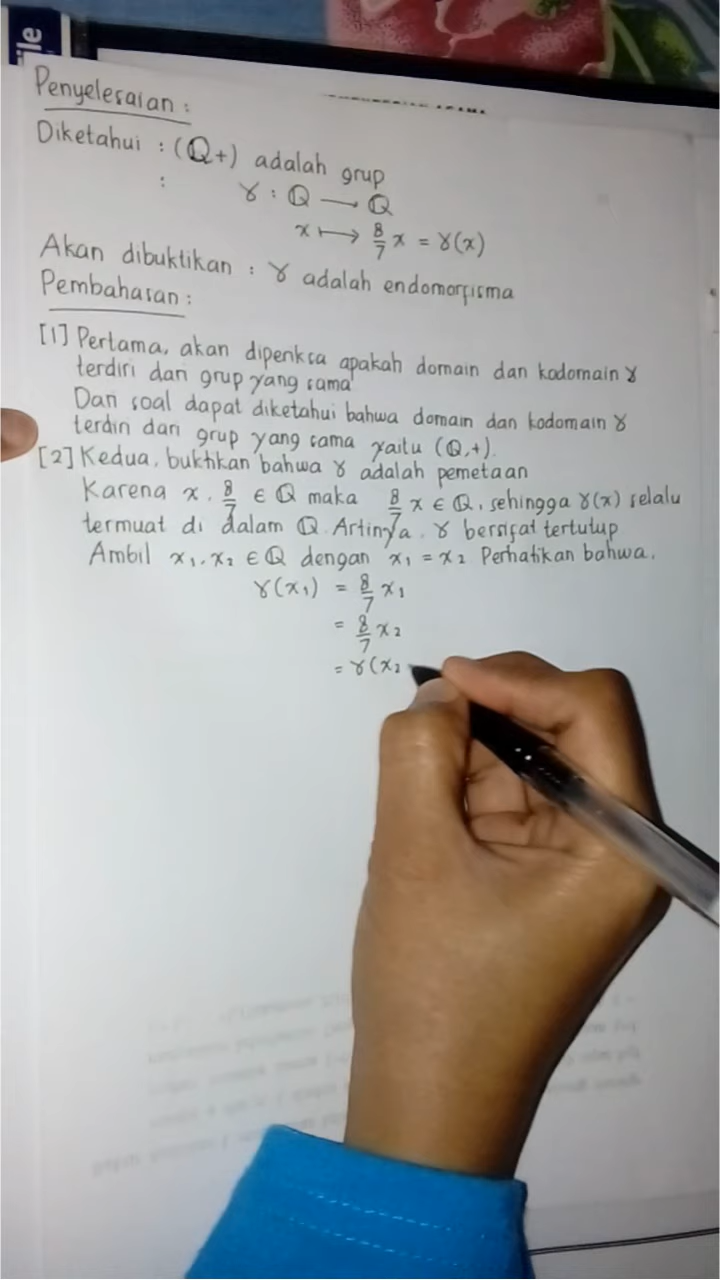 ile
Penyelesaian :
Diketahui : (Q+) adalah grup
: γ : Q → Q
x ↦ 8/7 x = γ(x)
Akan dibuktikan : γ adalah endomorfisma
Pembahasan :
[1] Pertama, akan diperiksa apakah domain dan kodomain γ
terdiri dari grup yang sama
Dari soal dapat diketahui bahwa domain dan kodomain γ
terdiri dari grup yang sama yaitu (Q,+).
[2] Kedua, buktikan bahwa γ adalah pemetaan
Karena x, 8/7 ∈ Q maka 8/7 x ∈ Q, sehingga γ(x) selalu
termuat di dalam Q. Artinya, γ bersifat tertutup
Ambil x₁, x₂ ∈ Q dengan x₁ = x₂ Perhatikan bahwa,
γ(x₁) = 8/7 x₁
= 8/7 x₂
= γ(x₂